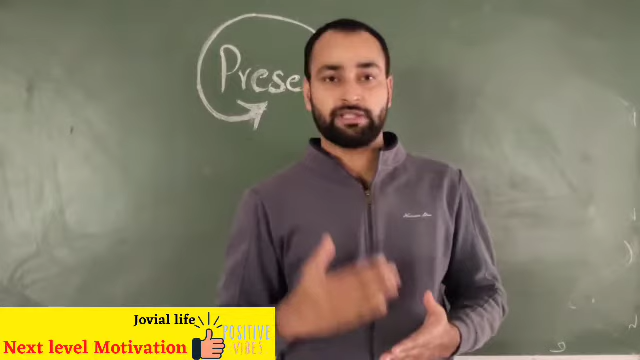 Prese
Jovial life
Next level Motivation
POSITIVE
VIBES